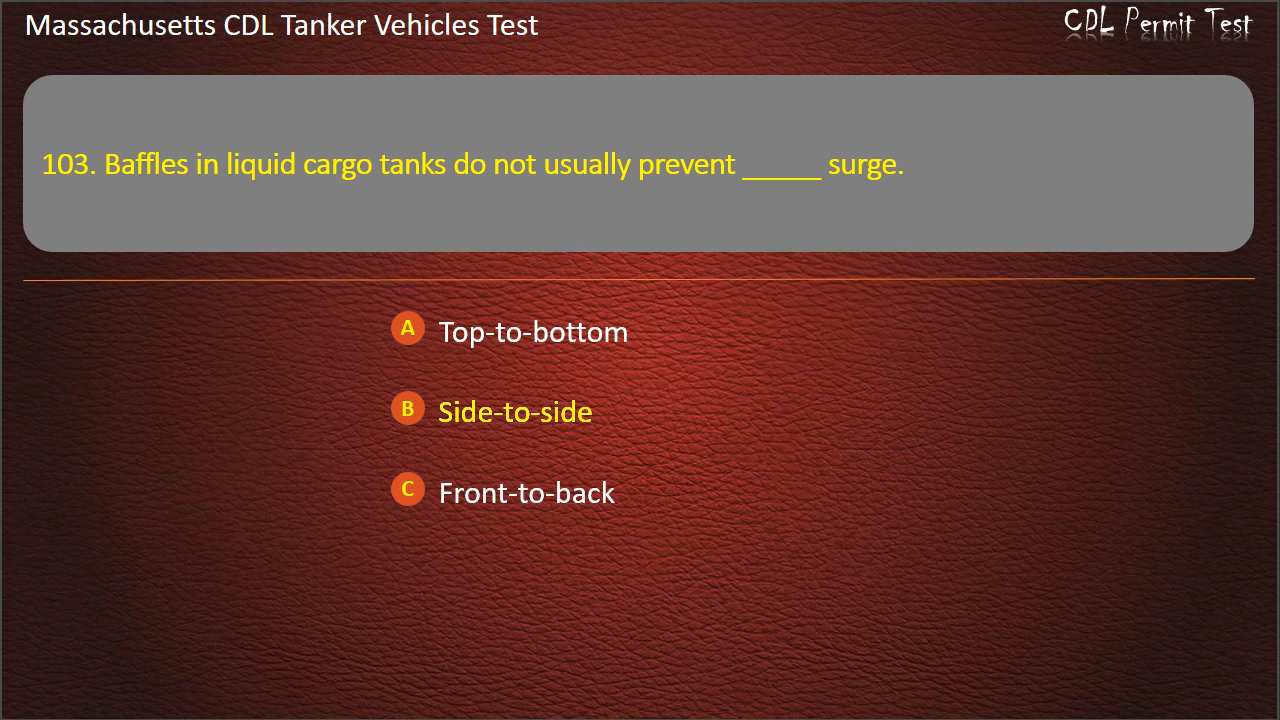 Massachusetts CDL Tanker Vehicles Test
CDL Permit Test
103. Baffles in liquid cargo tanks do not usually prevent _____ surge.
A Top-to-bottom
B Side-to-side
C Front-to-back